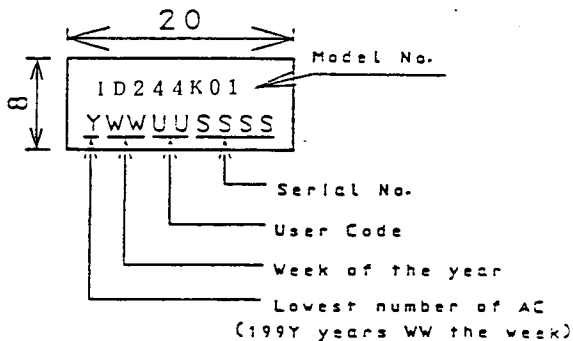 20
Model No.
8
ID244K01
YWWUUSSSS
Serial No.
User Code
Week of the year
Lowest number of AC
(199Y years WW the week)